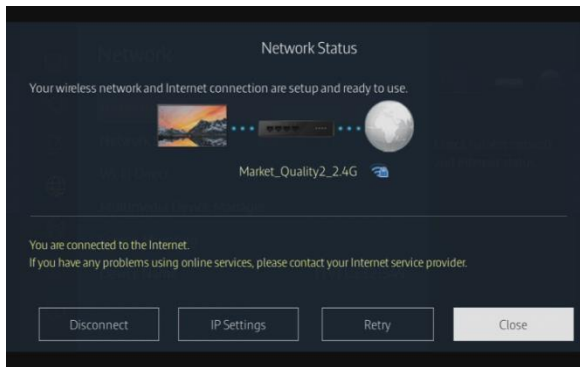 Network
Network Status
Your wireless network and Internet connection are setup and ready to use.
Market_Quality2_2.4G
You are connected to the Internet.
If you have any problems using online services, please contact your Internet service provider.
Disconnect
IP Settings
Retry
Close